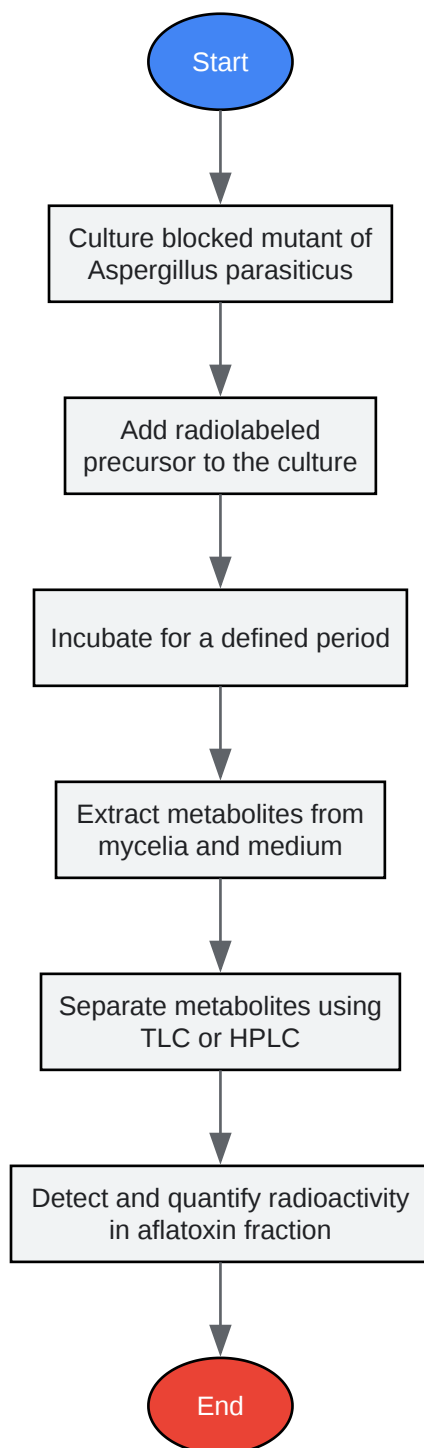 Start
Culture blocked mutant of
Aspergillus parasiticus
Add radiolabeled
precursor to the culture
Incubate for a defined period
Extract metabolites from
mycelia and medium
Separate metabolites using
TLC or HPLC
Detect and quantify radioactivity
in aflatoxin fraction
End